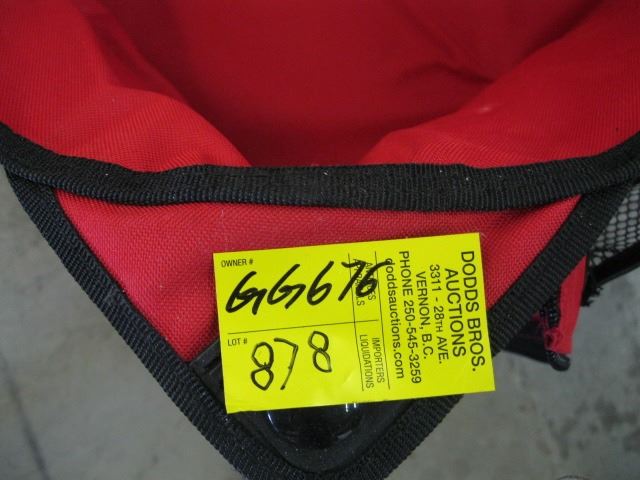 OWNER #
GG676
LOT #
878
IMPORTERS
LIQUIDATIONS
DODDS BROS.
AUCTIONS
3311 - 28TH AVE.
VERNON, B.C.
PHONE 250-545-3259
doddsauctions.com